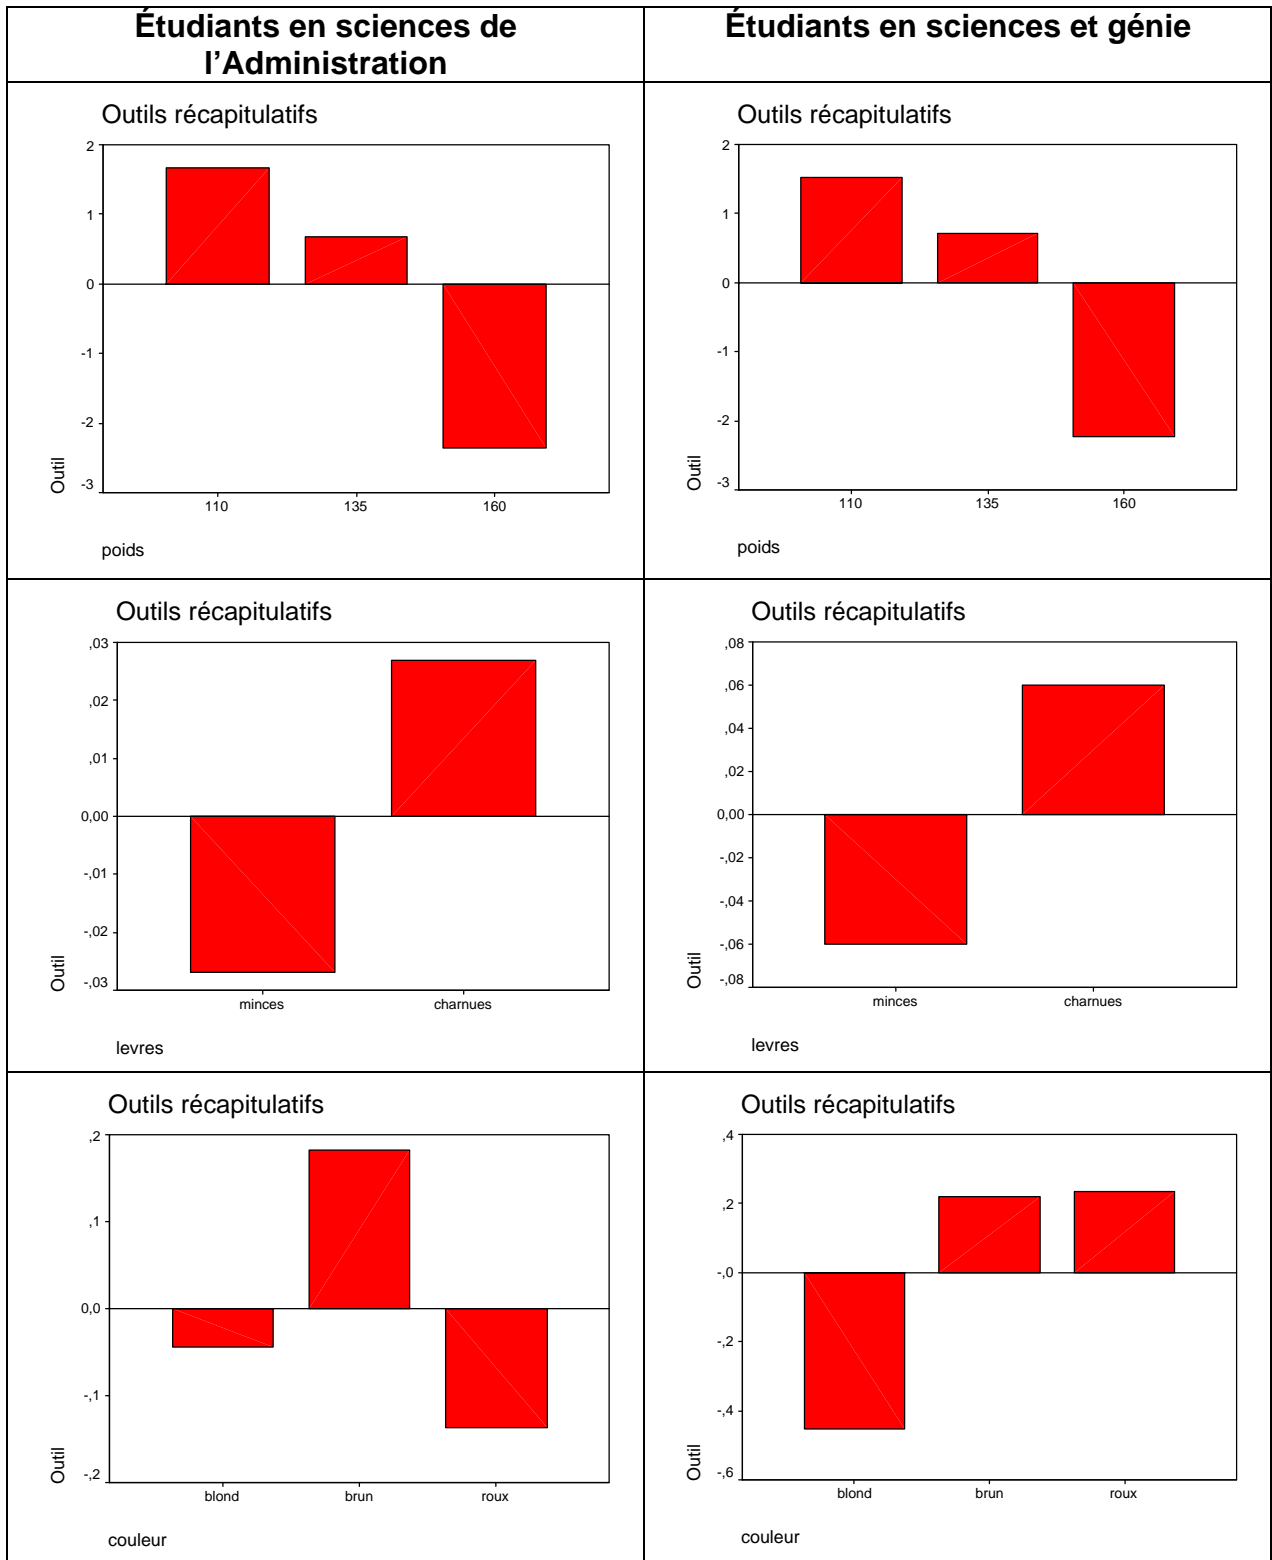 Étudiants en sciences de
l'Administration
Étudiants en sciences et génie
Outils récapitulatifs
2
1
0
-1
-2
-3
Outil
110 135 160
poids
Outils récapitulatifs
2
1
0
-1
-2
-3
Outil
110 135 160
poids
Outils récapitulatifs
,03
,02
,01
0,00
-,01
-,02
-,03
Outil
minces charnues
levres
Outils récapitulatifs
,08
,06
,04
,02
0,00
-,02
-,04
-,06
-,08
Outil
minces charnues
levres
Outils récapitulatifs
,2
,1
0,0
-,1
-,2
Outil
blond brun roux
couleur
Outils récapitulatifs
,4
,2
-,0
-,2
-,4
-,6
Outil
blond brun roux
couleur